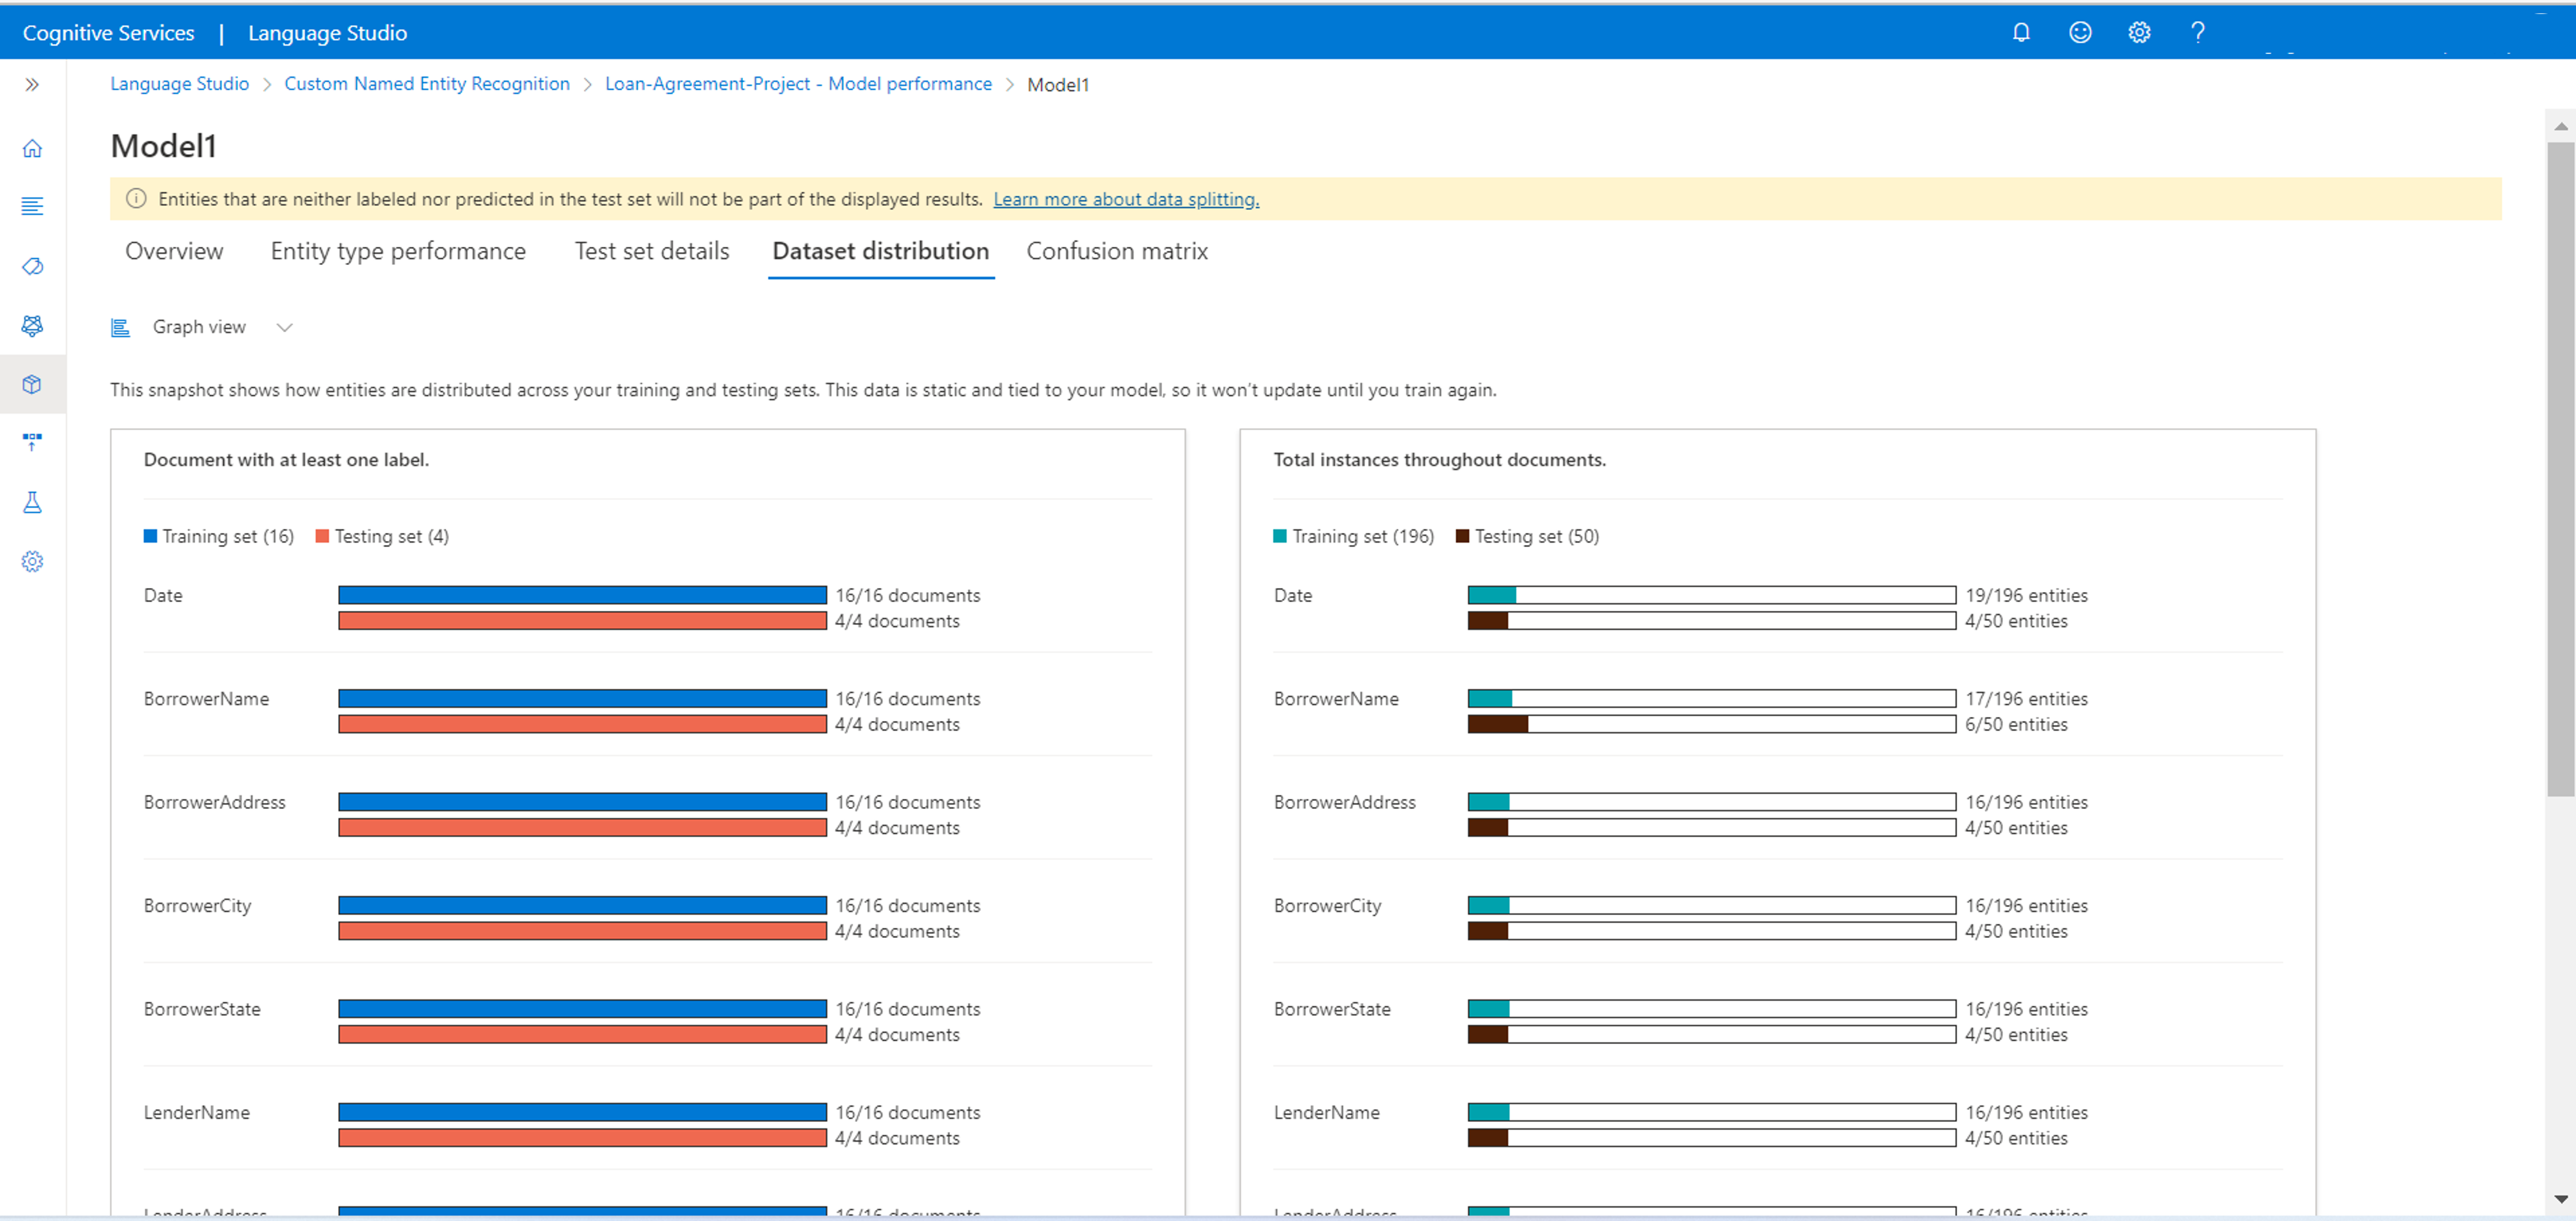 Cognitive Services | Language Studio
Language Studio > Custom Named Entity Recognition > Loan-Agreement-Project - Model performance > Model1
Model1
Entities that are neither labeled nor predicted in the test set will not be part of the displayed results. Learn more about data splitting.
Overview Entity type performance Test set details Dataset distribution Confusion matrix
Graph view
This snapshot shows how entities are distributed across your training and testing sets. This data is static and tied to your model, so it won't update until you train again.
Document with at least one label.
Training set (16) Testing set (4)
Date 16/16 documents
4/4 documents
BorrowerName 16/16 documents
4/4 documents
BorrowerAddress 16/16 documents
4/4 documents
BorrowerCity 16/16 documents
4/4 documents
BorrowerState 16/16 documents
4/4 documents
LenderName 16/16 documents
4/4 documents
LenderAddress 16/16 documents
Total instances throughout documents.
Training set (196) Testing set (50)
Date 19/196 entities
4/50 entities
BorrowerName 17/196 entities
6/50 entities
BorrowerAddress 16/196 entities
4/50 entities
BorrowerCity 16/196 entities
4/50 entities
BorrowerState 16/196 entities
4/50 entities
LenderName 16/196 entities
4/50 entities
LenderAddress 16/196 entities